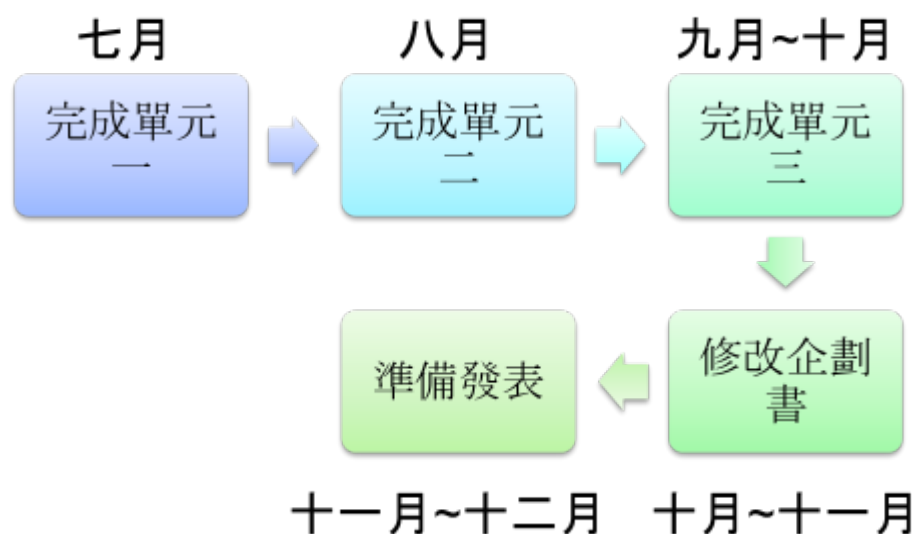 七月
八月
九月~十月
完成單元
一
完成單元
二
完成單元
三
修改企劃
書
準備發表
十月~十一月
十一月~十二月